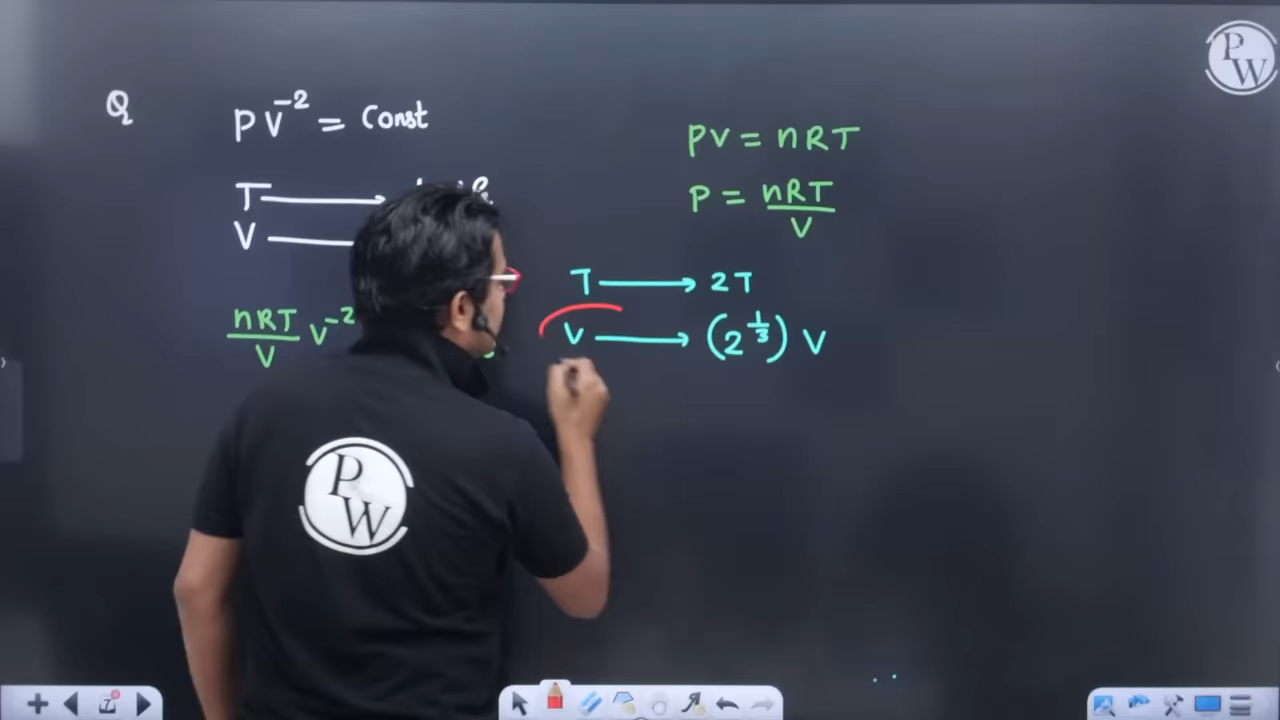 Q PV⁻² = Const
T →
V
nRT/V V⁻²
PV = nRT
P = nRT/V
T → 2T
V → (2^(1/3)) V
PW
PW